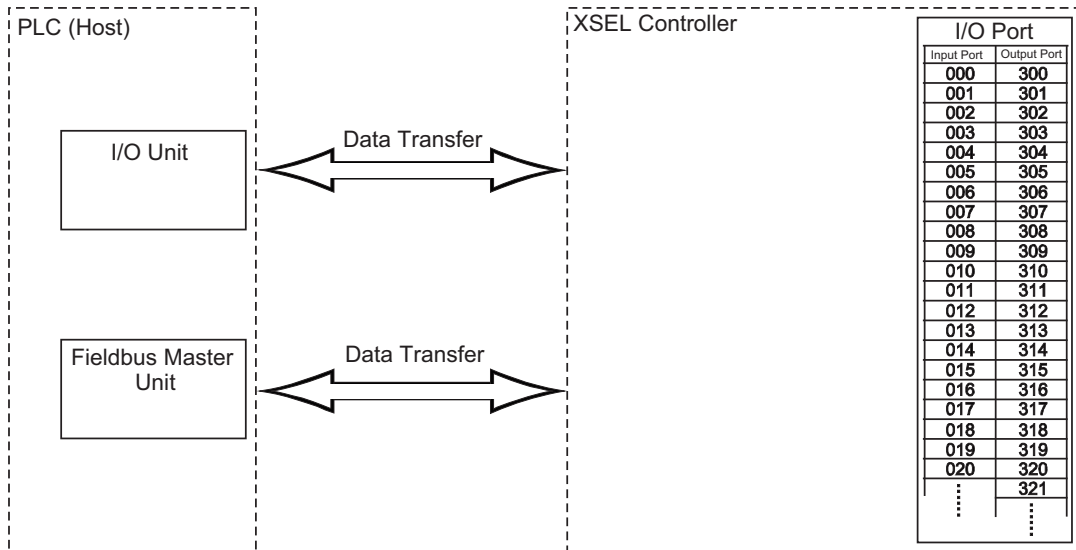 PLC (Host)
XSEL Controller
I/O Port
Input Port Output Port
000 300
001 301
002 302
003 303
004 304
005 305
006 306
007 307
008 308
009 309
010 310
011 311
012 312
013 313
014 314
015 315
016 316
017 317
018 318
019 319
020 320
321
I/O Unit
Data Transfer
Fieldbus Master
Unit
Data Transfer